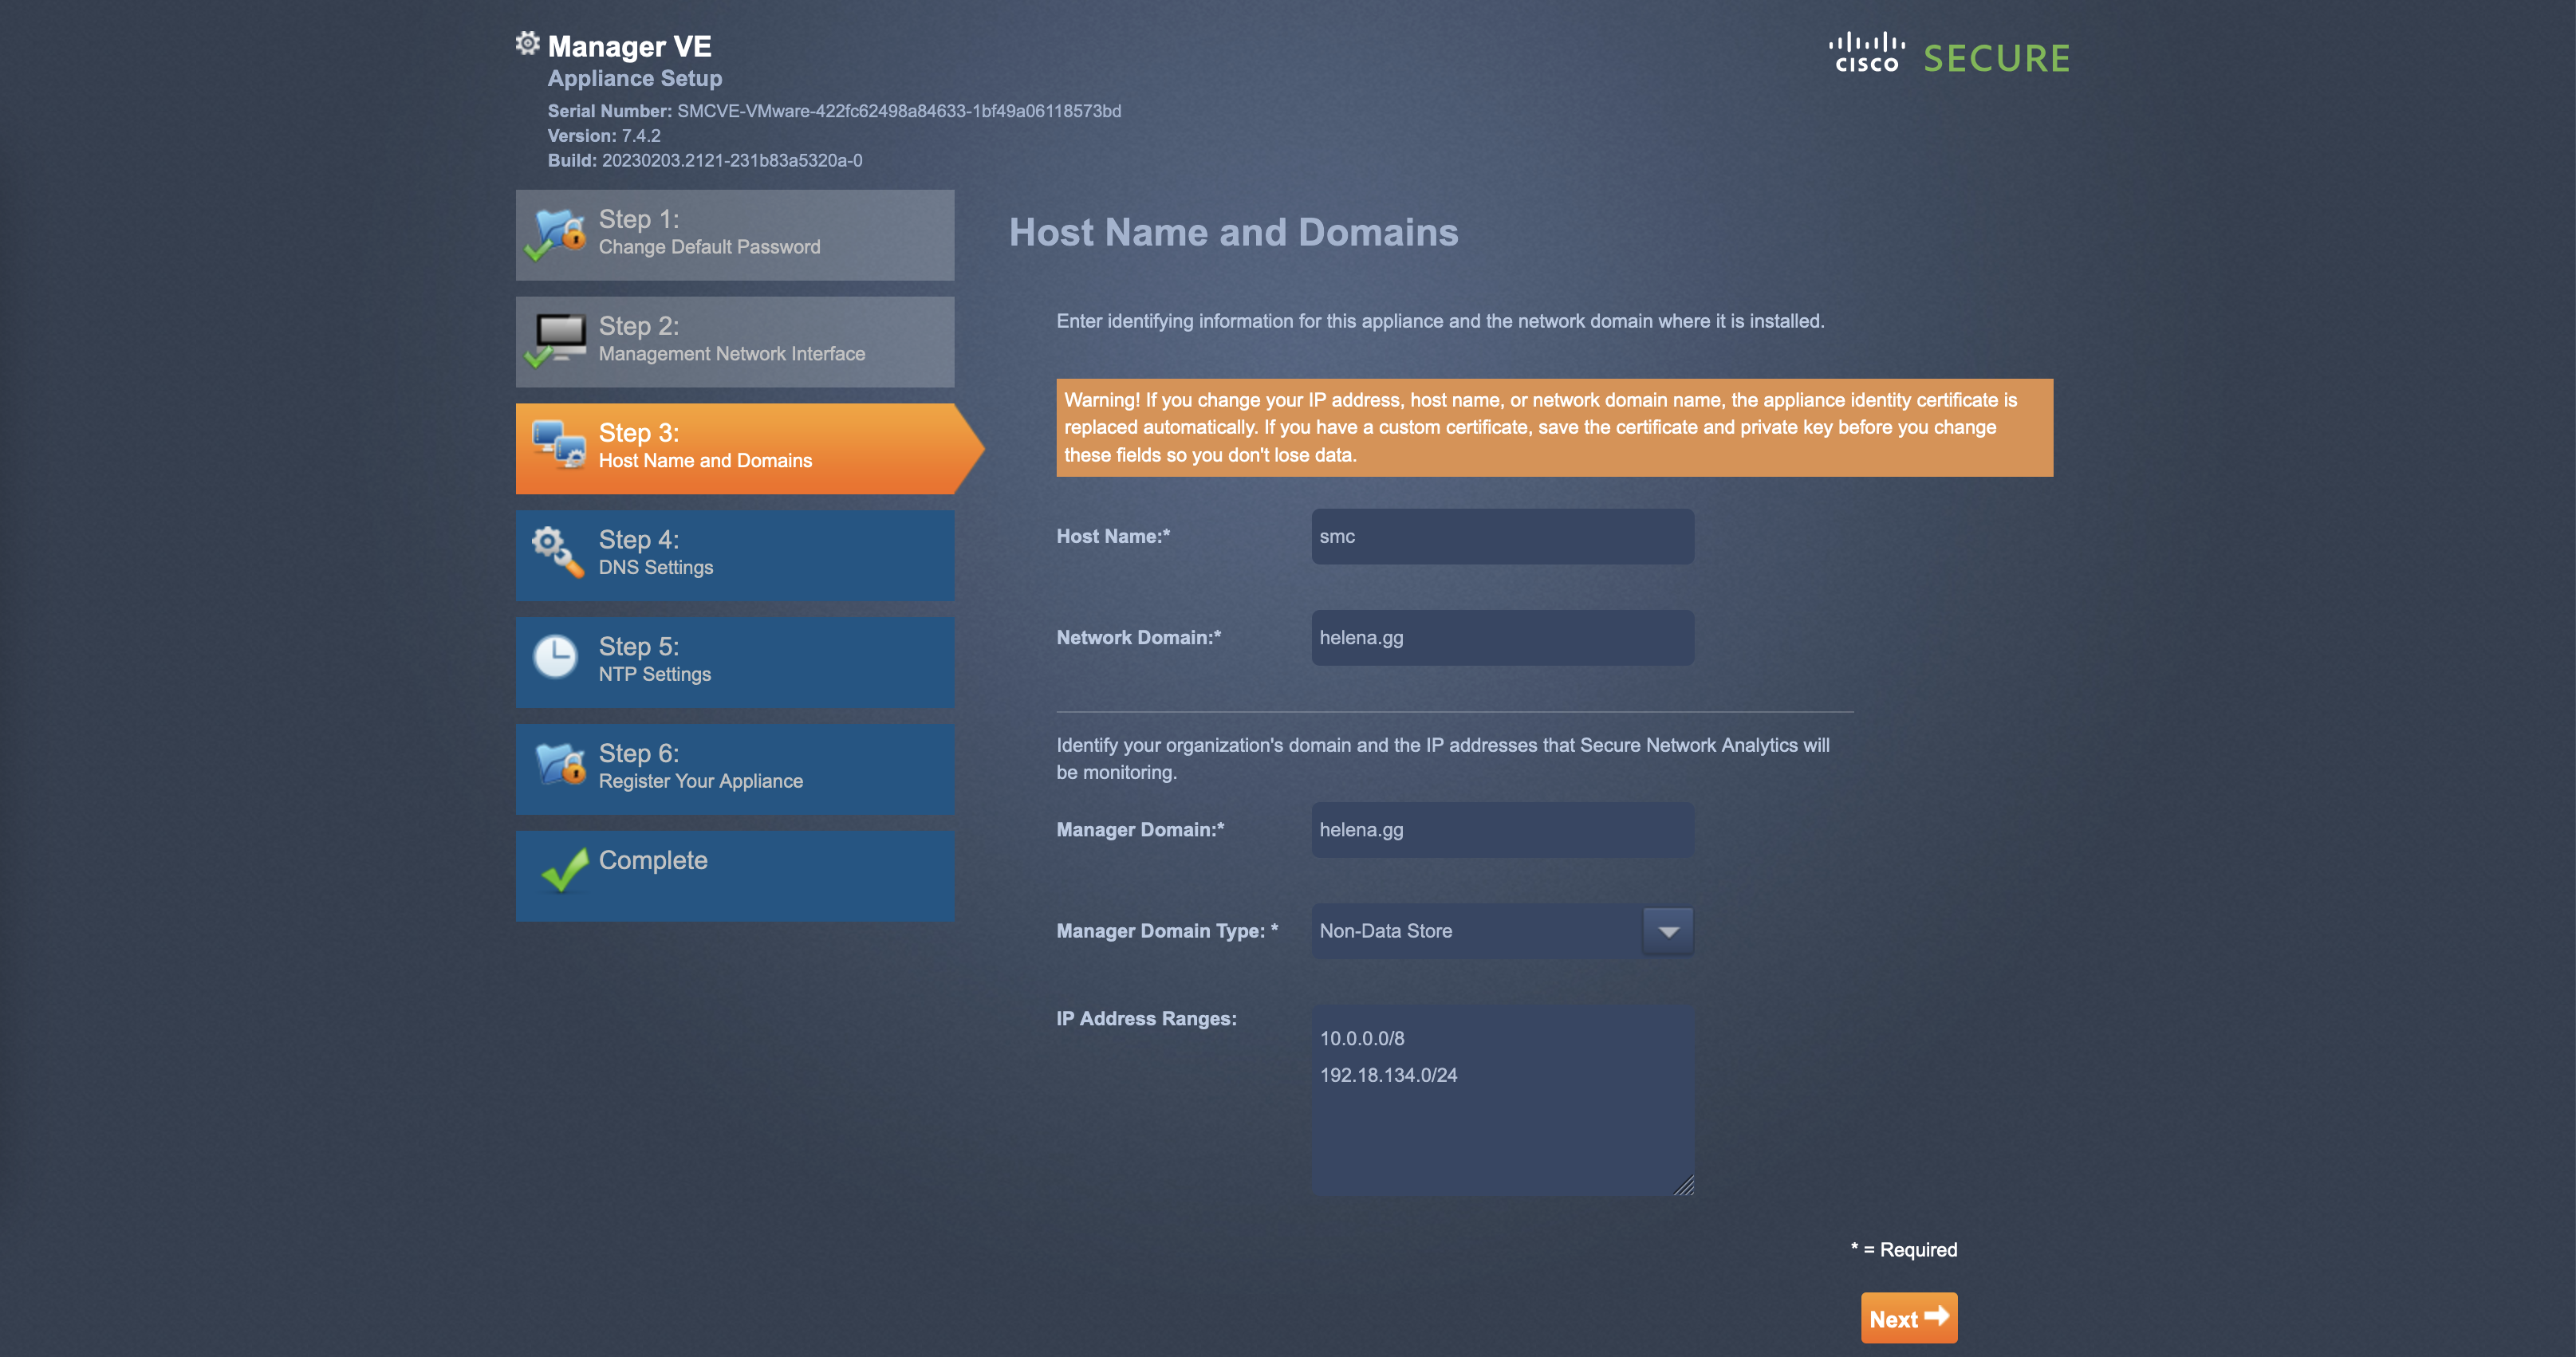 Manager VE
Appliance Setup
Serial Number: SMCVE-VMware-422fc62498a84633-1bf49a06118573bd
Version: 7.4.2
Build: 20230203.2121-231b83a5320a-0
CISCO SECURE
Step 1:
Change Default Password
Step 2:
Management Network Interface
Step 3:
Host Name and Domains
Step 4:
DNS Settings
Step 5:
NTP Settings
Step 6:
Register Your Appliance
Complete
Host Name and Domains
Enter identifying information for this appliance and the network domain where it is installed.
Warning! If you change your IP address, host name, or network domain name, the appliance identity certificate is
replaced automatically. If you have a custom certificate, save the certificate and private key before you change
these fields so you don't lose data.
Host Name:* smc
Network Domain:* helena.gg
Identify your organization's domain and the IP addresses that Secure Network Analytics will
be monitoring.
Manager Domain:* helena.gg
Manager Domain Type: * Non-Data Store
IP Address Ranges:
10.0.0.0/8
192.18.134.0/24
* = Required
Next